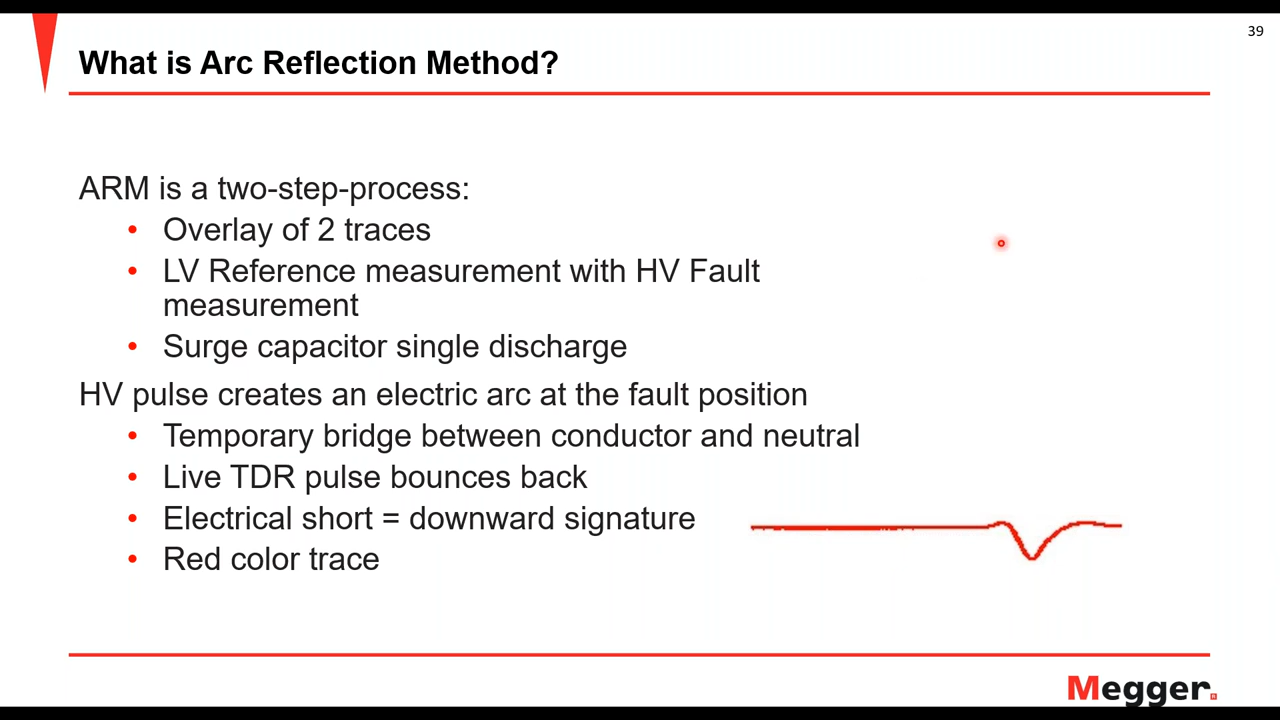 39
What is Arc Reflection Method?
ARM is a two-step-process:
• Overlay of 2 traces
• LV Reference measurement with HV Fault
measurement
• Surge capacitor single discharge
HV pulse creates an electric arc at the fault position
• Temporary bridge between conductor and neutral
• Live TDR pulse bounces back
• Electrical short = downward signature
• Red color trace
Megger.